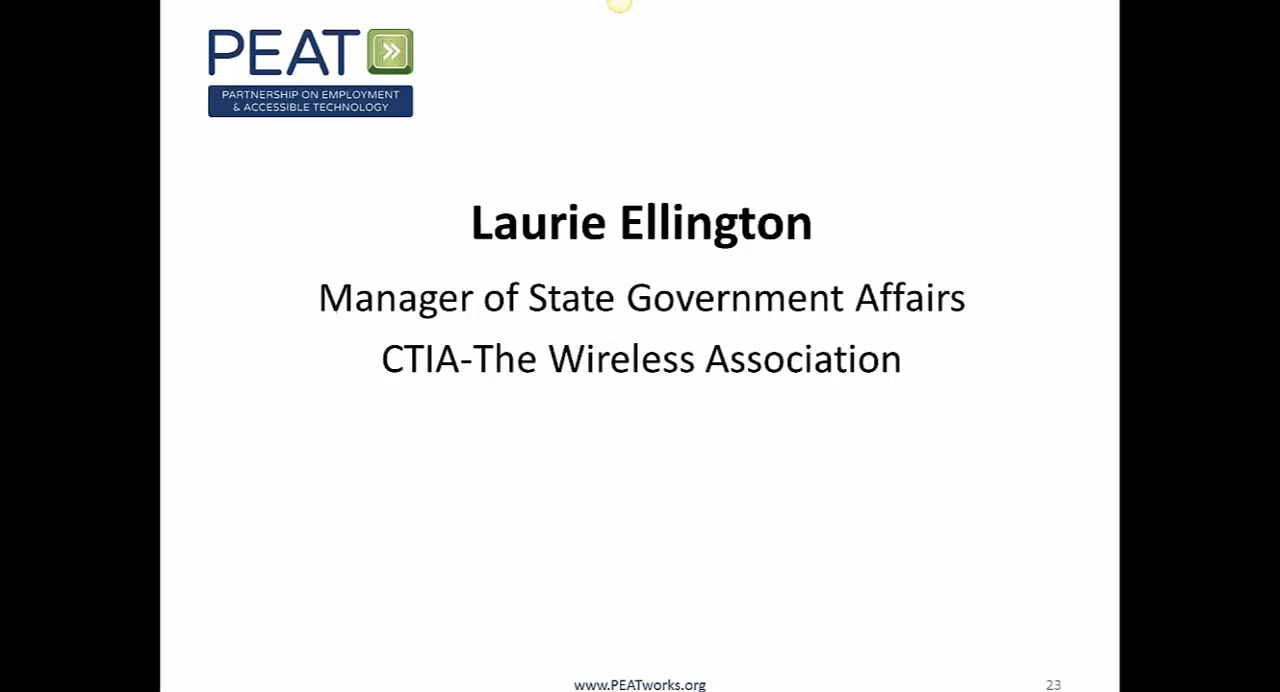 PEAT
PARTNERSHIP ON EMPLOYMENT
& ACCESSIBLE TECHNOLOGY
Laurie Ellington
Manager of State Government Affairs
CTIA-The Wireless Association
www.PEATworks.org
23